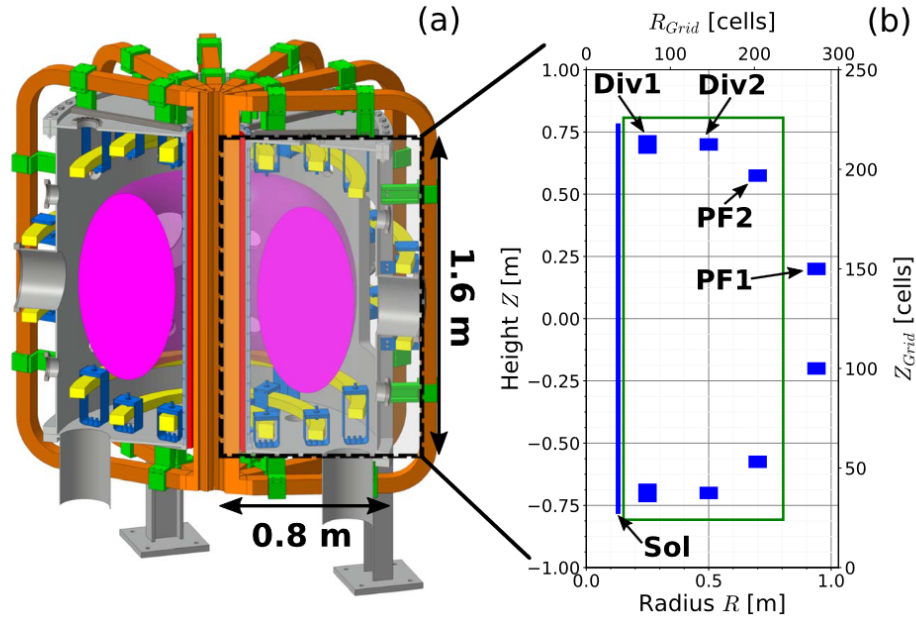 (a)
1.6 m
0.8 m
(b)
R_Grid [cells]
0 100 200 300
1.00
0.75
0.50
0.25
0.00
−0.25
−0.50
−0.75
−1.00
Height Z [m]
Div1 Div2
PF2
PF1
Sol
250
200
150
100
50
0
Z_Grid [cells]
0.0 0.5 1.0
Radius R [m]